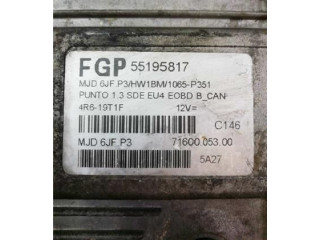 FGP 55195817
MJD 6JF.P3/HW1BM/1065-P351
PUNTO 1.3 SDE EU4 EOBD B_CAN
4R6-19T1F 12V=
C146
MJD 6JF.P3 71600.053.00
5A27